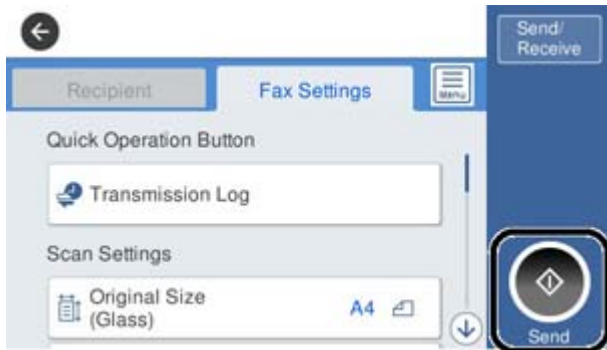 Send/
Receive
Recipient
Fax Settings
Menu
Quick Operation Button
Transmission Log
Scan Settings
Original Size
(Glass)
A4
Send